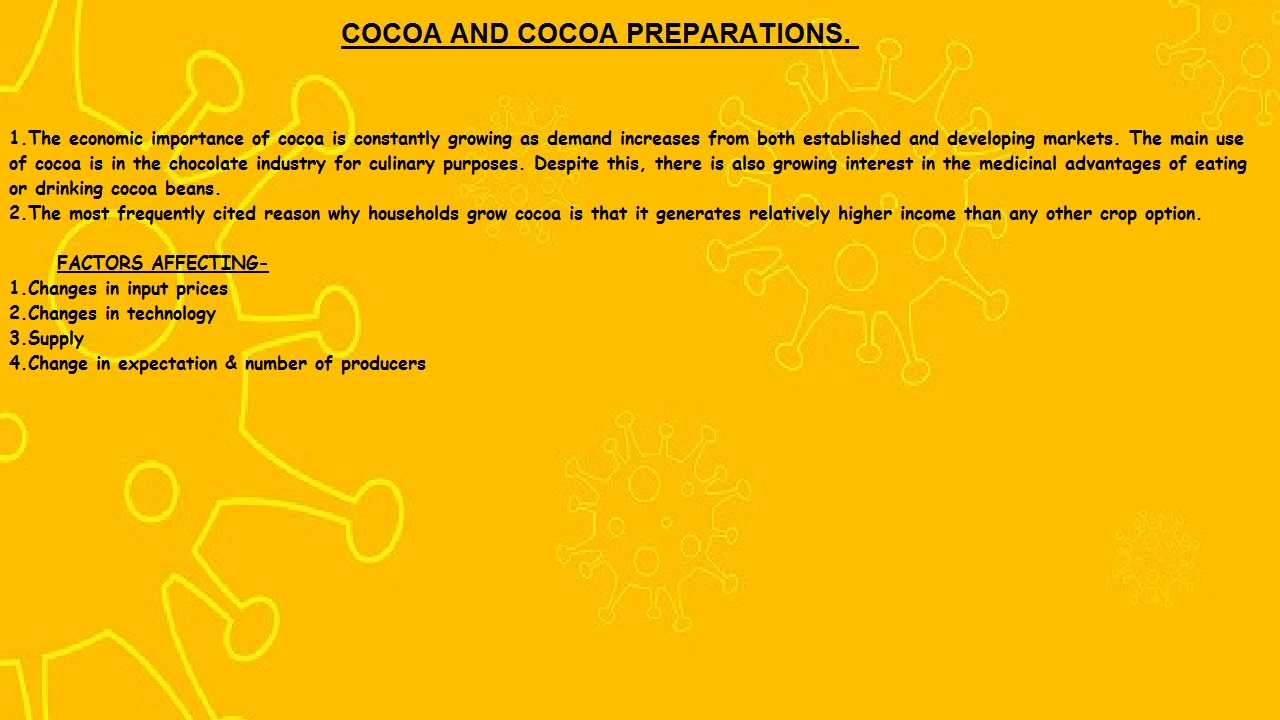 COCOA AND COCOA PREPARATIONS.
1.The economic importance of cocoa is constantly growing as demand increases from both established and developing markets. The main use
of cocoa is in the chocolate industry for culinary purposes. Despite this, there is also growing interest in the medicinal advantages of eating
or drinking cocoa beans.
2.The most frequently cited reason why households grow cocoa is that it generates relatively higher income than any other crop option.
FACTORS AFFECTING-
1.Changes in input prices
2.Changes in technology
3.Supply
4.Change in expectation & number of producers